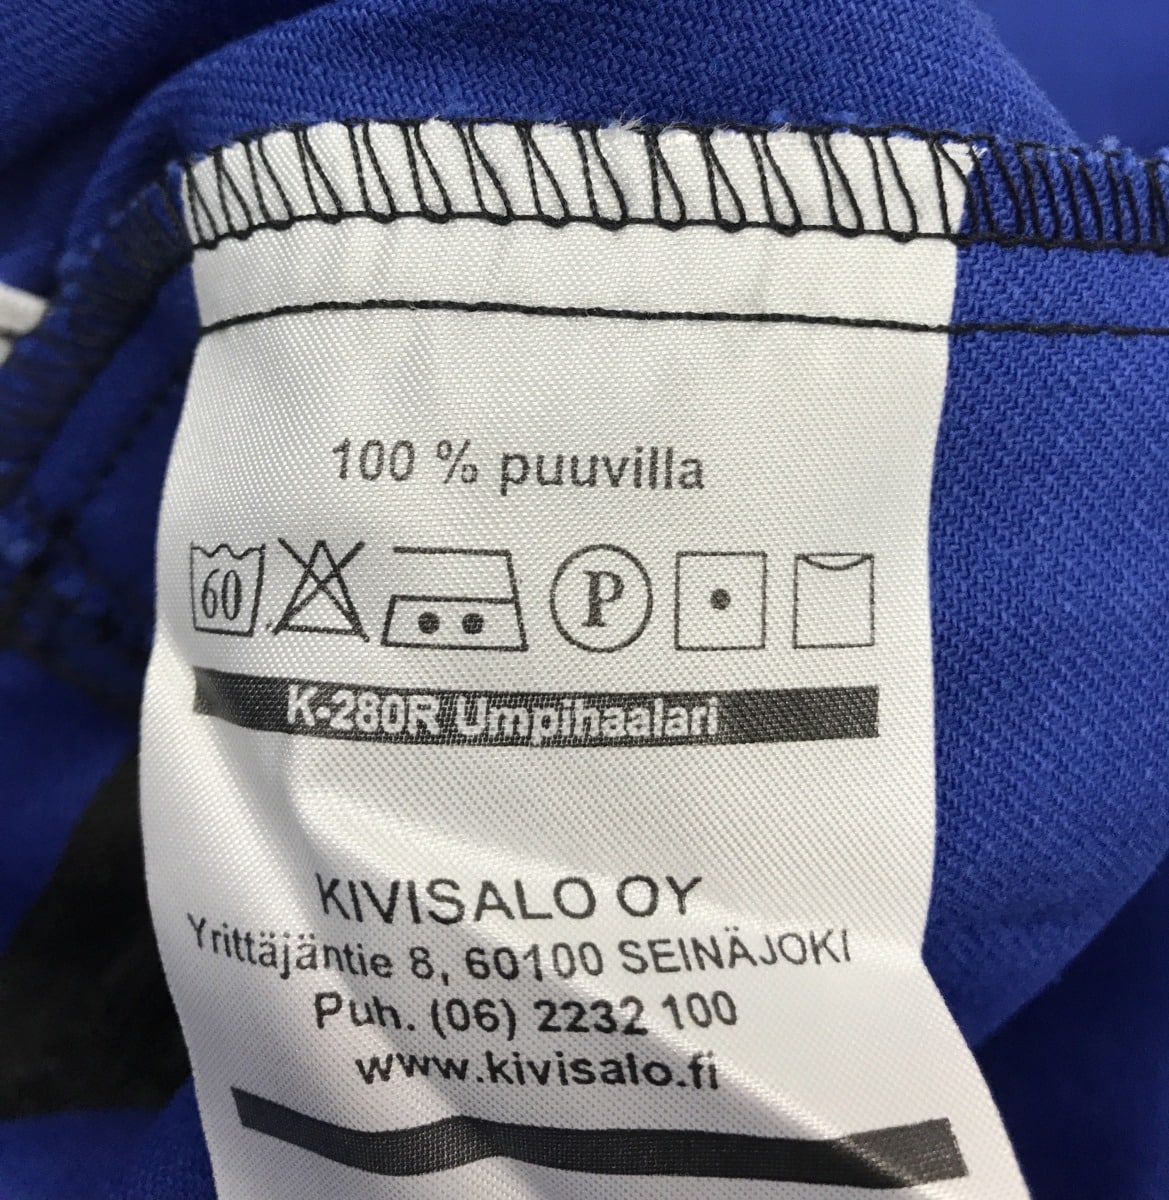 100 % puuvilla
60 P
K-280R Umpihaalari
KIVISALO OY
Yrittäjäntie 8, 60100 SEINÄJOKI
Puh. (06) 2232 100
www.kivisalo.fi